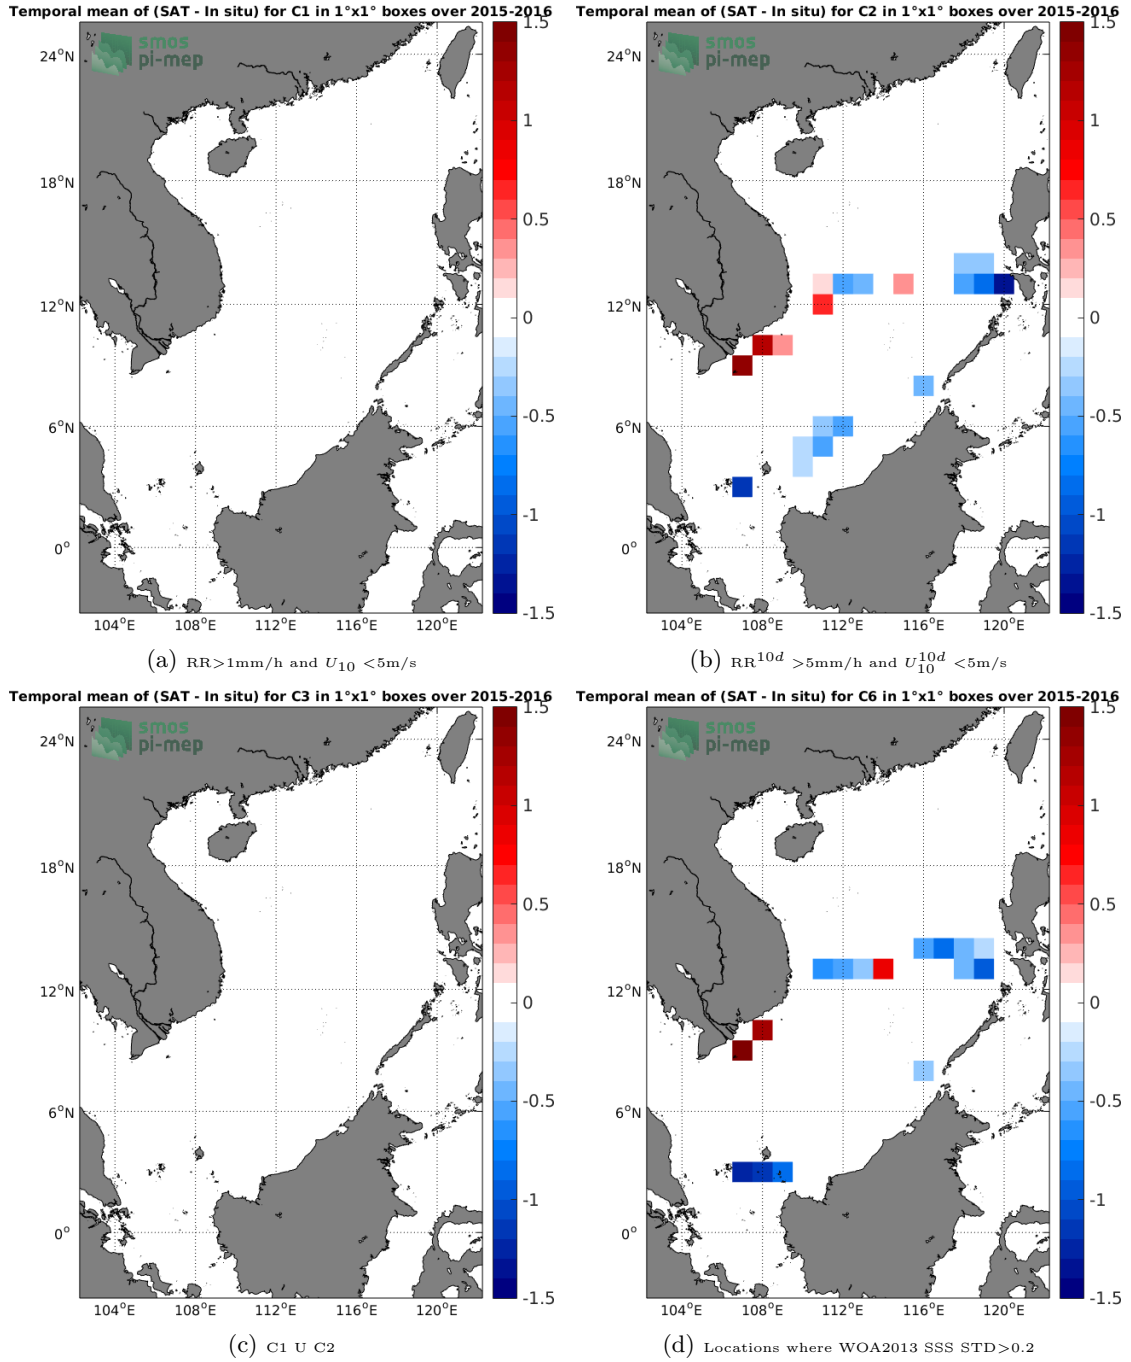 Temporal mean of (SAT - In situ) for C1 in 1°x1° boxes over 2015-2016
smos
pi-mep
24°N
18°N
12°N
6°N
0°
104°E 108°E 112°E 116°E 120°E
1.5
1
0.5
0
-0.5
-1
-1.5
(a) RR>1mm/h and U10 <5m/s
Temporal mean of (SAT - In situ) for C2 in 1°x1° boxes over 2015-2016
smos
pi-mep
24°N
18°N
12°N
6°N
0°
104°E 108°E 112°E 116°E 120°E
1.5
1
0.5
0
-0.5
-1
-1.5
(b) RR10d >5mm/h and U10d10 <5m/s
Temporal mean of (SAT - In situ) for C3 in 1°x1° boxes over 2015-2016
smos
pi-mep
24°N
18°N
12°N
6°N
0°
104°E 108°E 112°E 116°E 120°E
1.5
1
0.5
0
-0.5
-1
-1.5
(c) C1 U C2
Temporal mean of (SAT - In situ) for C6 in 1°x1° boxes over 2015-2016
smos
pi-mep
24°N
18°N
12°N
6°N
0°
104°E 108°E 112°E 116°E 120°E
1.5
1
0.5
0
-0.5
-1
-1.5
(d) Locations where WOA2013 SSS STD>0.2